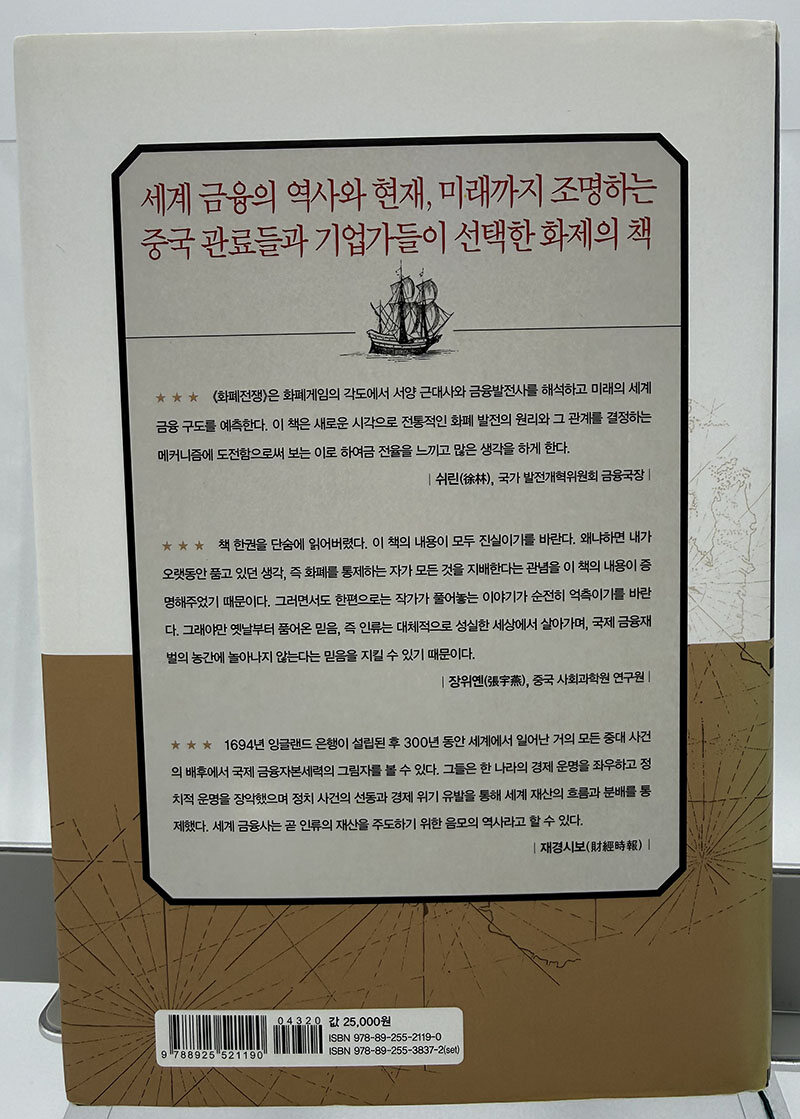 세계 금융의 역사와 현재, 미래까지 조명하는
중국 관료들과 기업가들이 선택한 화제의 책
★ ★ ★ 《화폐전쟁》은 화폐게임의 각도에서 서양 근대사와 금융발전사를 해석하고 미래의 세계
금융 구도를 예측한다. 이 책은 새로운 시각으로 전통적인 화폐 발전의 원리와 그 관계를 결정하는
메커니즘에 도전함으로써 보는 이로 하여금 전율을 느끼고 많은 생각을 하게 한다.
| 쉬린(徐林), 국가 발전개혁위원회 금융국장 |
★ ★ ★ 책 한권을 단숨에 읽어버렸다. 이 책의 내용이 모두 진실이기를 바란다. 왜냐하면 내가
오랫동안 품고 있던 생각, 즉 화폐를 통제하는 자가 모든 것을 지배한다는 관념을 이 책의 내용이 증
명해주었기 때문이다. 그러면서도 한편으로는 작가가 풀어놓는 이야기가 순전히 억측이기를 바란
다. 그래야만 옛날부터 품어온 믿음, 즉 인류는 대체적으로 성실한 세상에서 살아가며, 국제 금융재
벌의 농간에 놀아나지 않는다는 믿음을 지킬 수 있기 때문이다.
| 장위옌(張宇燕), 중국 사회과학원 연구원 |
★ ★ ★ 1694년 잉글랜드 은행이 설립된 후 300년 동안 세계에서 일어난 거의 모든 중대 사건
의 배후에서 국제 금융자본세력의 그림자를 볼 수 있다. 그들은 한 나라의 경제 운명을 좌우하고 정
치적 운명을 장악했으며 정치 사건의 선동과 경제 위기 유발을 통해 세계 재산의 흐름과 분배를 통
제했다. 세계 금융사는 곧 인류의 재산을 주도하기 위한 음모의 역사라고 할 수 있다.
| 재경시보(財經時報) |
04320 값 25,000원
ISBN 978-89-255-2119-0
ISBN 978-89-255-3837-2(set)
9 788925 521190